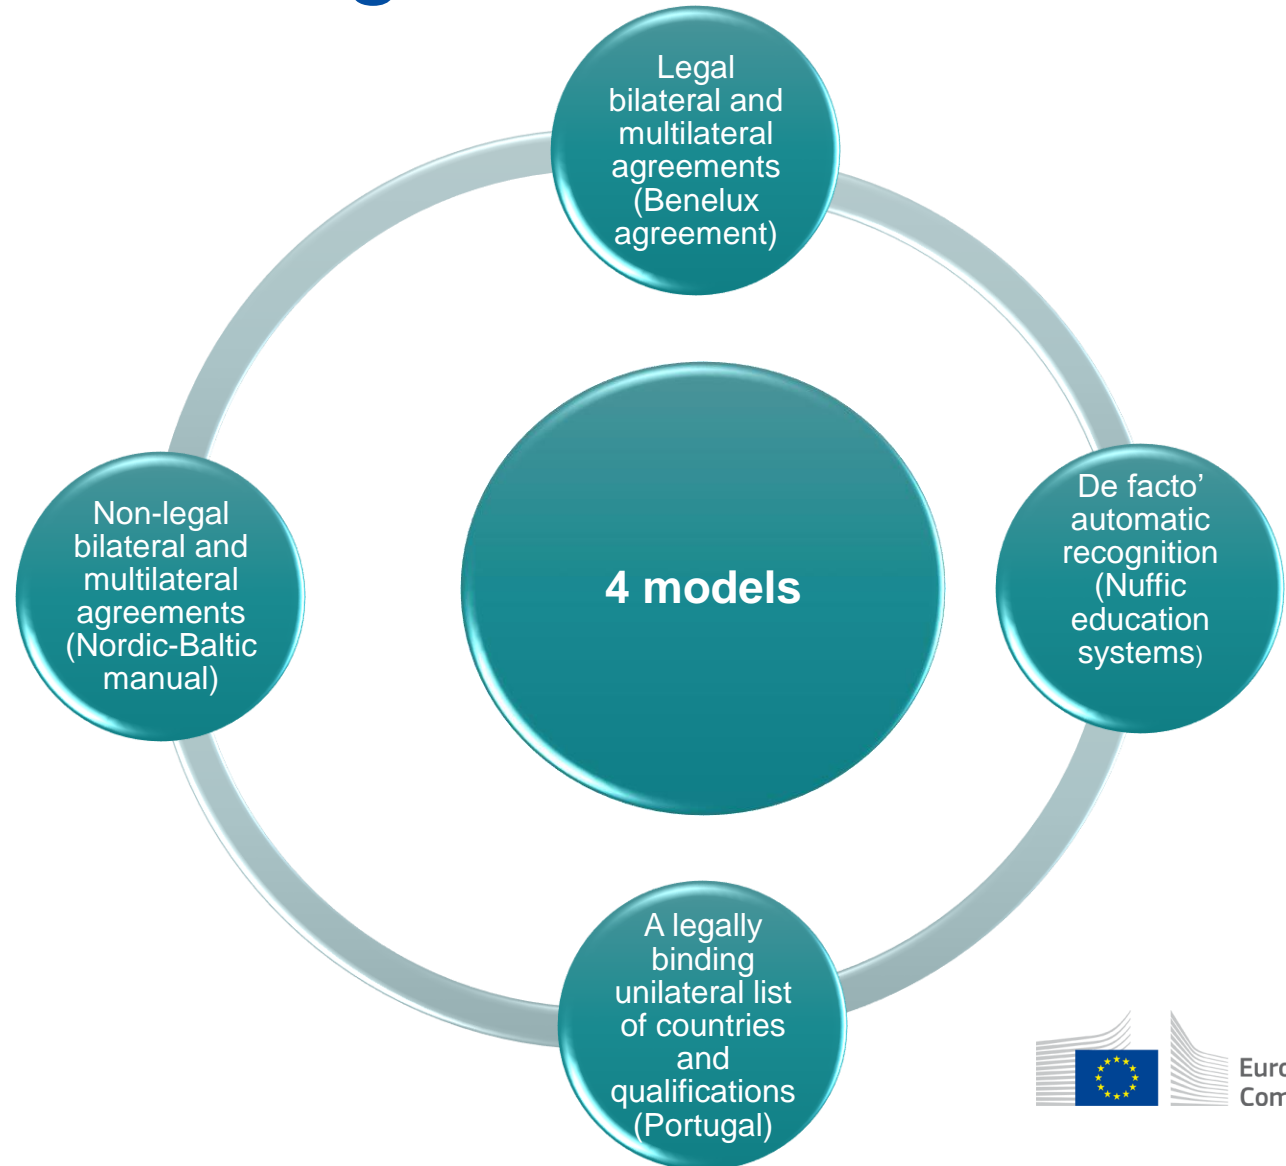 Legal
bilateral and
multilateral
agreements
(Benelux
agreement)
De facto’
automatic
recognition
(Nuffic
education
systems)
Non-legal
bilateral and
multilateral
agreements
(Nordic-Baltic
manual)
4 models
A legally
binding
unilateral list
of countries
and
qualifications
(Portugal)